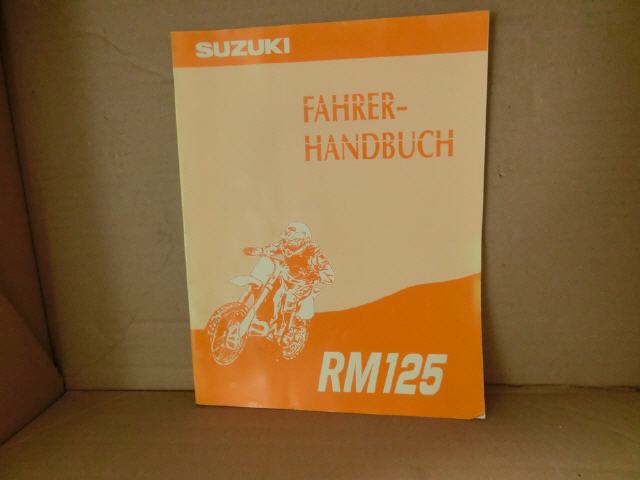 SUZUKI
FAHRER-
HANDBUCH
RM125